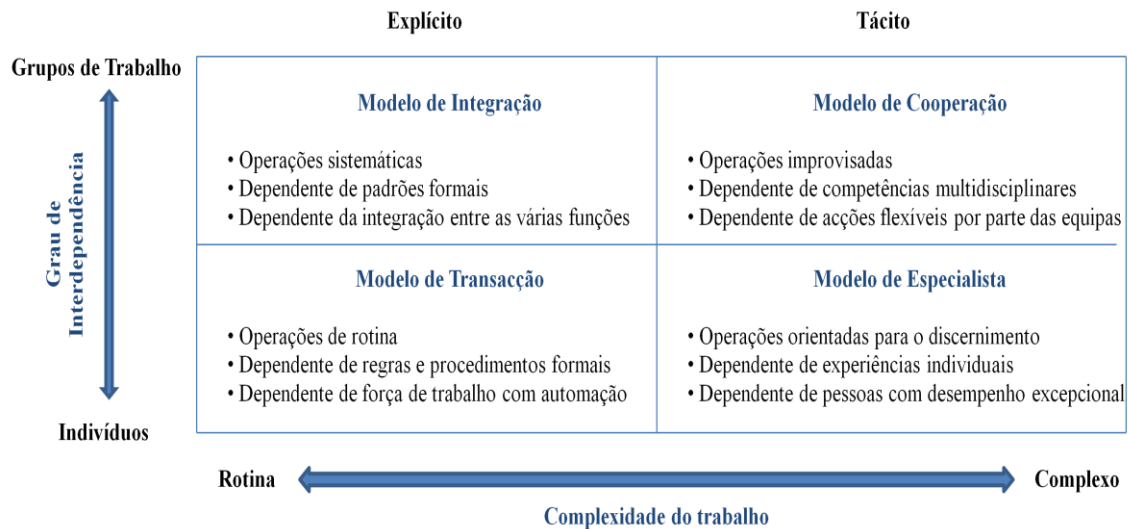 Explícito
Tácito
Grupos de Trabalho
Modelo de Integração
• Operações sistemáticas
• Dependente de padrões formais
• Dependente da integração entre as várias funções
Modelo de Cooperação
• Operações improvisadas
• Dependente de competências multidisciplinares
• Dependente de acções flexíveis por parte das equipas
Grau de
Interdependência
Modelo de Transacção
• Operações de rotina
• Dependente de regras e procedimentos formais
• Dependente de força de trabalho com automação
Modelo de Especialista
• Operações orientadas para o discernimento
• Dependente de experiências individuais
• Dependente de pessoas com desempenho excepcional
Indivíduos
Rotina
Complexo
Complexidade do trabalho